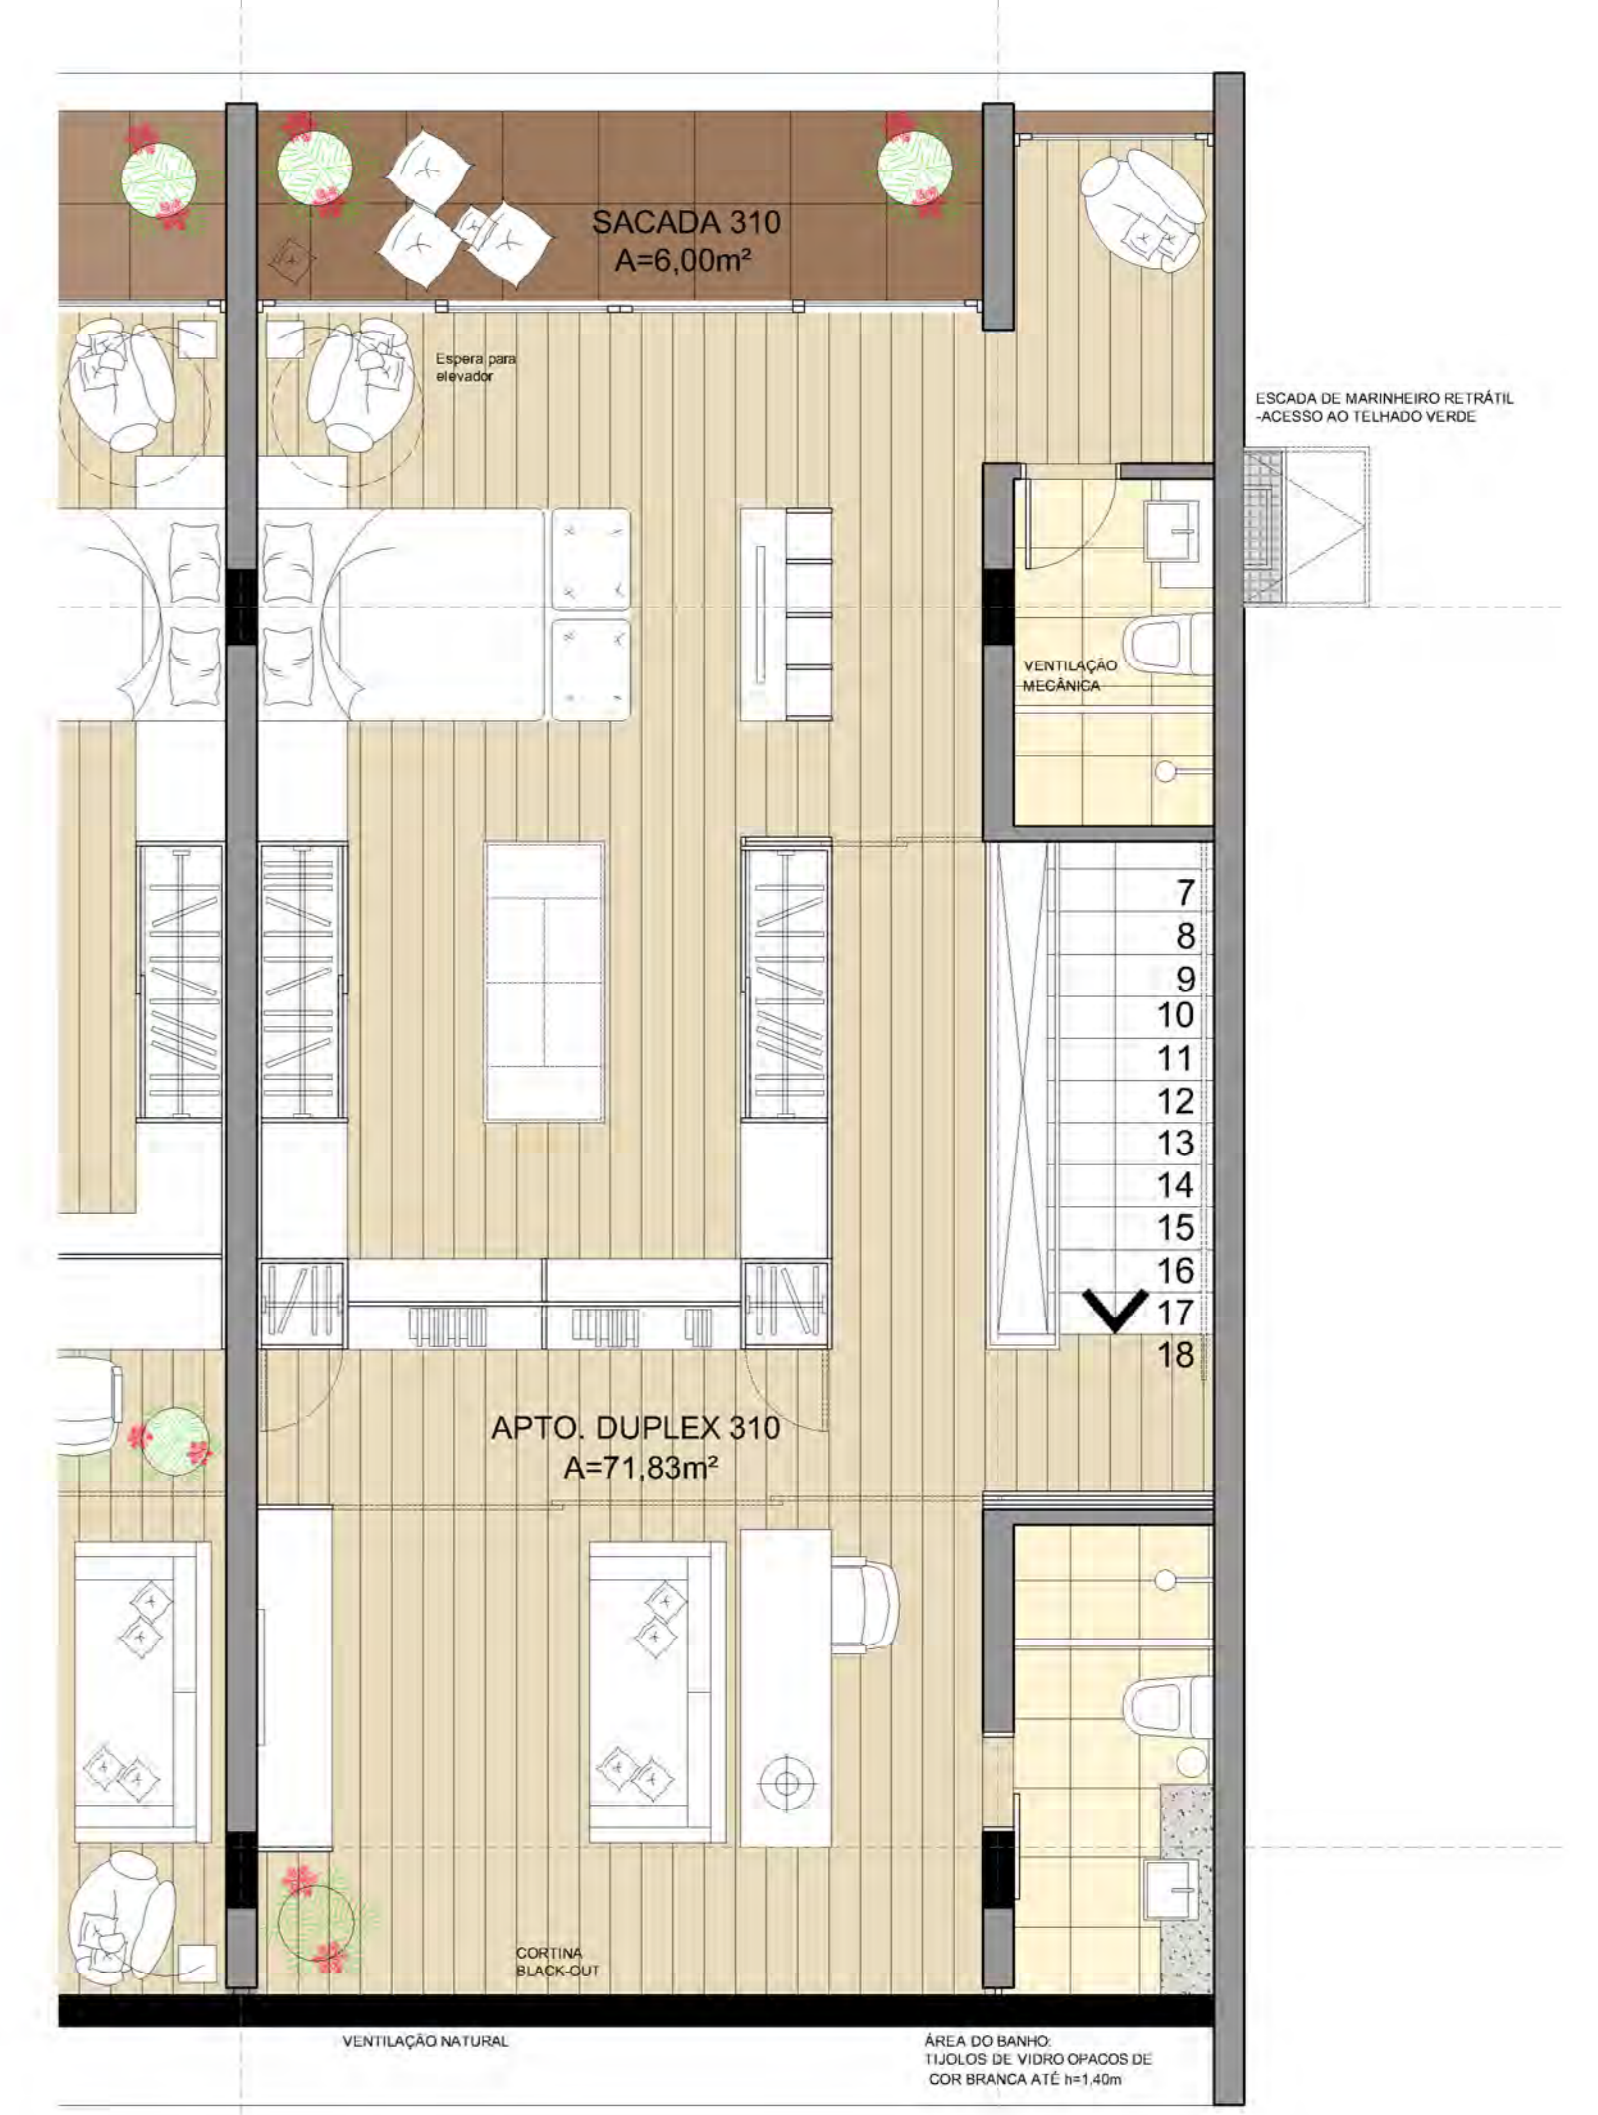 SACADA 310
A=6,00m²
Espera para
elevador
ESCADA DE MARINHEIRO RETRÁTIL
-ACESSO AO TELHADO VERDE
VENTILAÇÃO
MECÂNICA
7
8
9
10
11
12
13
14
15
16
17
18
APTO. DUPLEX 310
A=71,83m²
CORTINA
BLACK-OUT
VENTILAÇÃO NATURAL
ÁREA DO BANHO:
TIJOLOS DE VIDRO OPACOS DE
COR BRANCA ATÉ h=1,40m